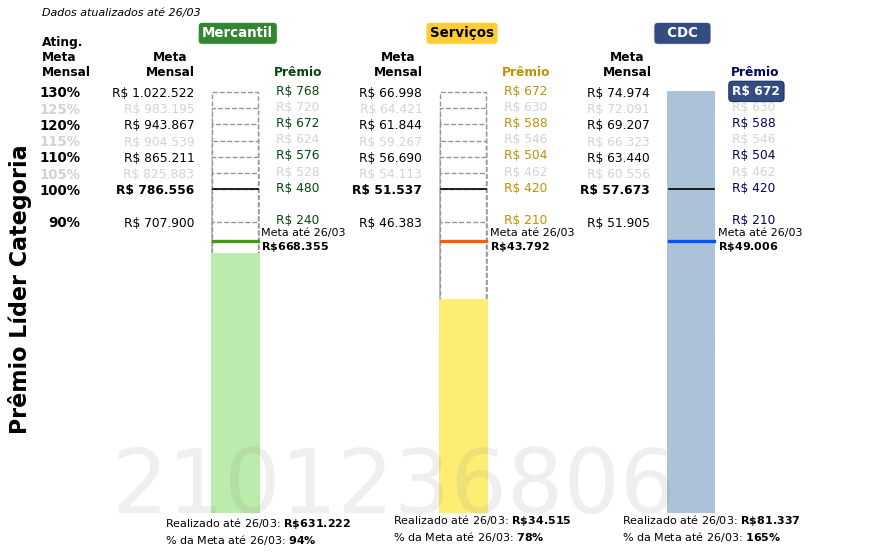 Dados atualizados até 26/03
Mercantil Serviços CDC
Ating. Meta Mensal Meta Mensal Prêmio Meta Mensal Prêmio Meta Mensal Prêmio
130% R$ 1.022.522 R$ 768 R$ 66.998 R$ 672 R$ 74.974 R$ 672
125% R$ 983.195 R$ 720 R$ 64.421 R$ 630 R$ 72.091 R$ 630
120% R$ 943.867 R$ 672 R$ 61.844 R$ 588 R$ 69.207 R$ 588
115% R$ 904.539 R$ 624 R$ 59.267 R$ 546 R$ 66.323 R$ 546
110% R$ 865.211 R$ 576 R$ 56.690 R$ 504 R$ 63.440 R$ 504
105% R$ 825.883 R$ 528 R$ 54.113 R$ 462 R$ 60.556 R$ 462
100% R$ 786.556 R$ 480 R$ 51.537 R$ 420 R$ 57.673 R$ 420
90% R$ 707.900 R$ 240 R$ 46.383 R$ 210 R$ 51.905 R$ 210
Meta até 26/03 Meta até 26/03 Meta até 26/03
R$668.355 R$43.792 R$49.006
Prêmio Líder Categoria
2101236806
Realizado até 26/03: R$631.222 Realizado até 26/03: R$34.515 Realizado até 26/03: R$81.337
% da Meta até 26/03: 94% % da Meta até 26/03: 78% % da Meta até 26/03: 165%